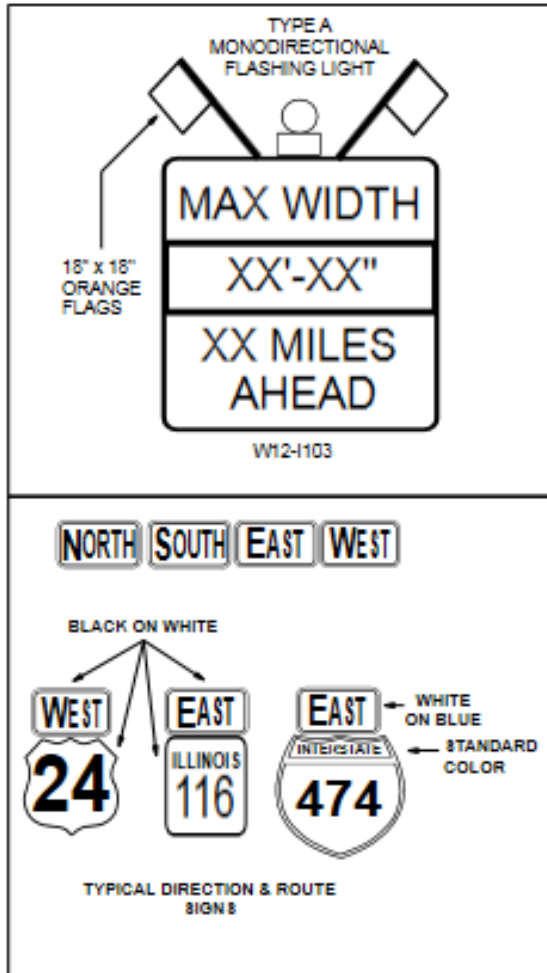 TYPE A
MONODIRECTIONAL
FLASHING LIGHT
MAX WIDTH
18" x 18"
ORANGE
FLAGS
XX'-XX"
XX MILES
AHEAD
W12-I103
NORTH SOUTH EAST WEST
BLACK ON WHITE
WEST EAST EAST
WHITE
ON BLUE
24
ILLINOIS
116
INTERSTATE
474
STANDARD
COLOR
TYPICAL DIRECTION & ROUTE
SIGNS